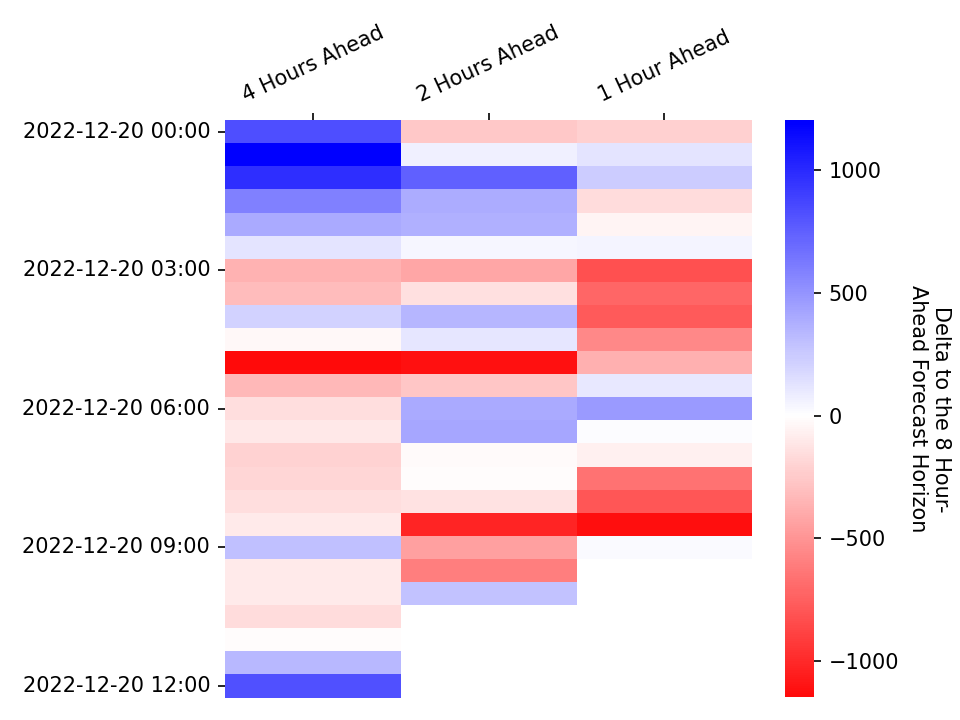 4 Hours Ahead
2 Hours Ahead
1 Hour Ahead
2022-12-20 00:00
2022-12-20 03:00
2022-12-20 06:00
2022-12-20 09:00
2022-12-20 12:00
1000
500
0
−500
−1000
Delta to the 8 Hour-
Ahead Forecast Horizon